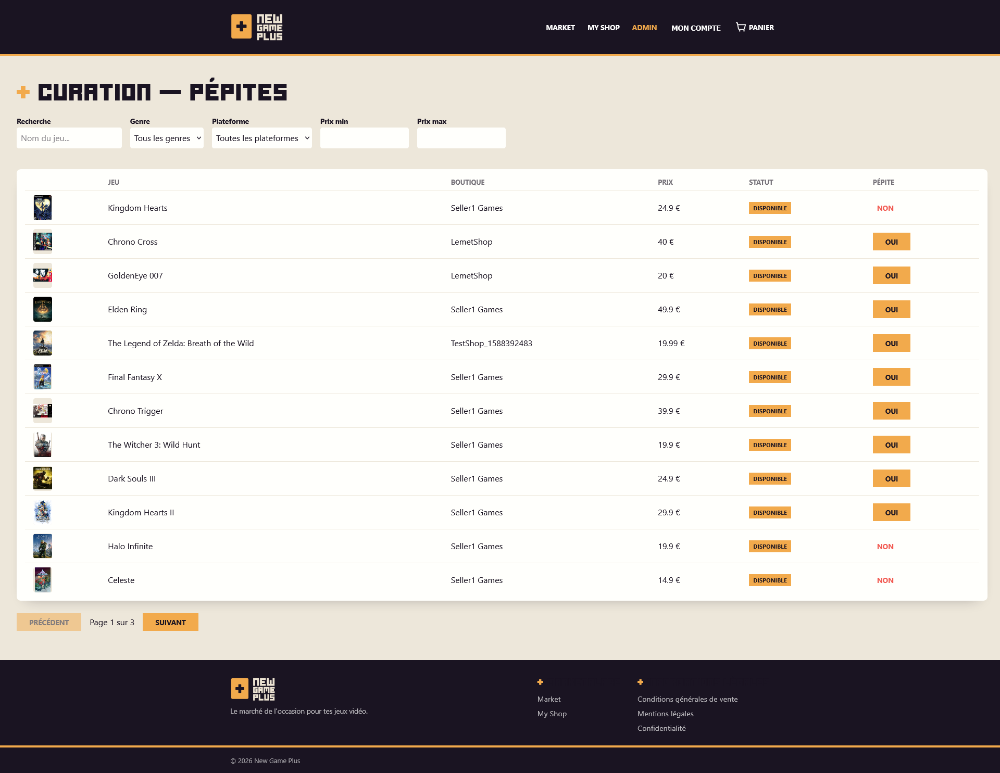 NEW
GAME
PLUS
MARKET MY SHOP ADMIN MON COMPTE PANIER
CURATION — PÉPITES
Recherche Genre Plateforme Prix min Prix max
Nom du jeu... Tous les genres Toutes les plateformes
JEU BOUTIQUE PRIX STATUT PÉPITE
Kingdom Hearts Seller1 Games 24.9 € DISPONIBLE NON
Chrono Cross LemetShop 40 € DISPONIBLE OUI
GoldenEye 007 LemetShop 20 € DISPONIBLE OUI
ELDEN RING
Elden Ring Seller1 Games 49.9 € DISPONIBLE OUI
The Legend of Zelda: Breath of the Wild TestShop_1588392483 19.99 € DISPONIBLE OUI
ZELDA
Final Fantasy X Seller1 Games 29.9 € DISPONIBLE OUI
Chrono Trigger Seller1 Games 39.9 € DISPONIBLE OUI
The Witcher 3: Wild Hunt Seller1 Games 19.9 € DISPONIBLE OUI
Dark Souls III Seller1 Games 24.9 € DISPONIBLE OUI
Kingdom Hearts II Seller1 Games 29.9 € DISPONIBLE OUI
Halo Infinite Seller1 Games 19.9 € DISPONIBLE NON
Celeste Seller1 Games 14.9 € DISPONIBLE NON
PRÉCÉDENT Page 1 sur 3 SUIVANT
NEW
GAME
PLUS
Le marché de l'occasion pour tes jeux vidéo.
Market
My Shop
Conditions générales de vente
Mentions légales
Confidentialité
© 2026 New Game Plus